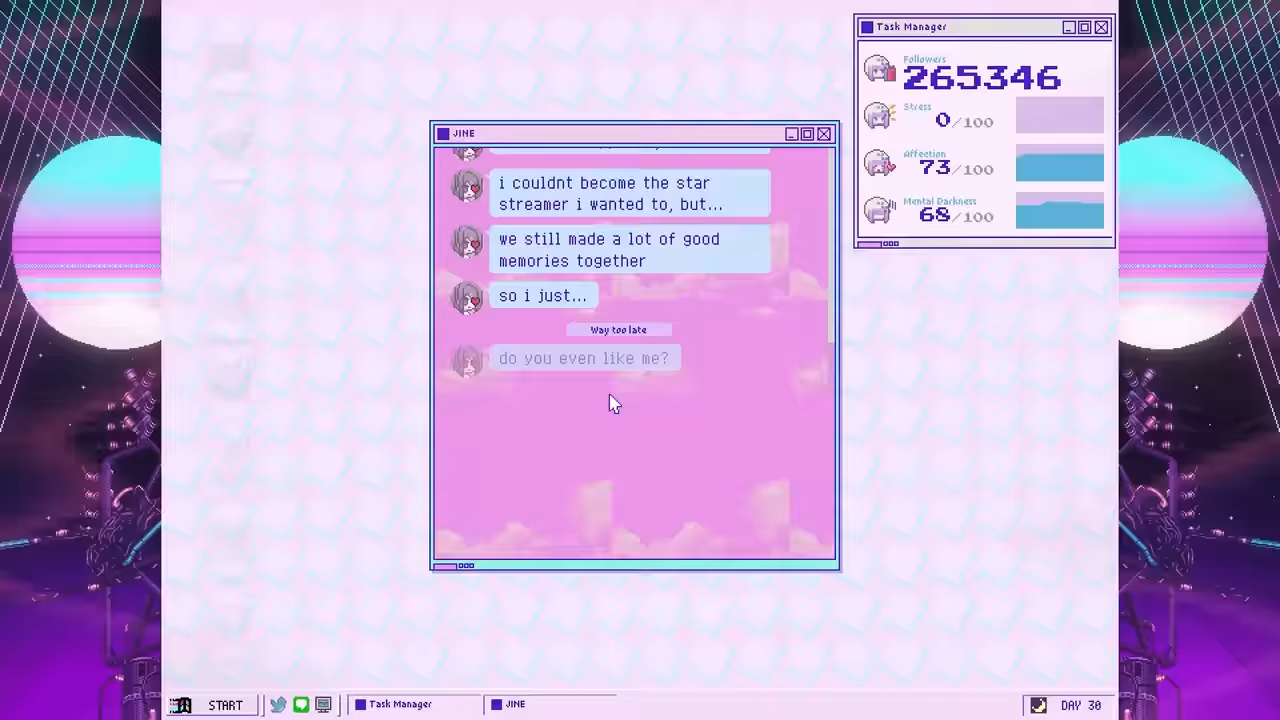 Task Manager
Followers
265346
Stress
0/100
Affection
73/100
Mental Darkness
68/100
JINE
i couldnt become the star
streamer i wanted to, but...
we still made a lot of good
memories together
so i just...
Way too late
do you even like me?
START
Task Manager
JINE
DAY 30